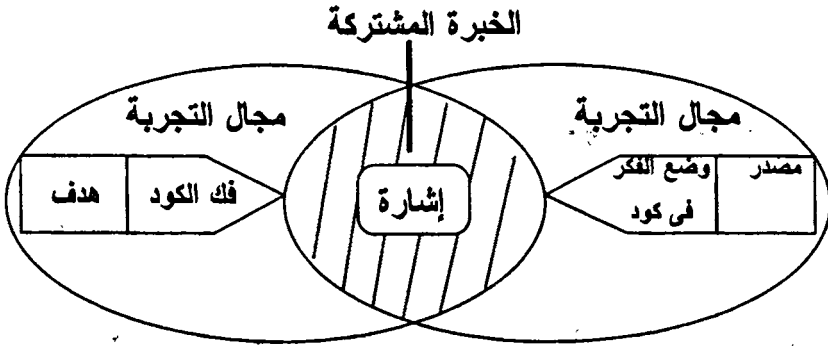 الخبرة المشتركة
مجال التجربة
مجال التجربة
مصدر
وضع الفكر
فى كود
إشارة
فك الكود
هدف